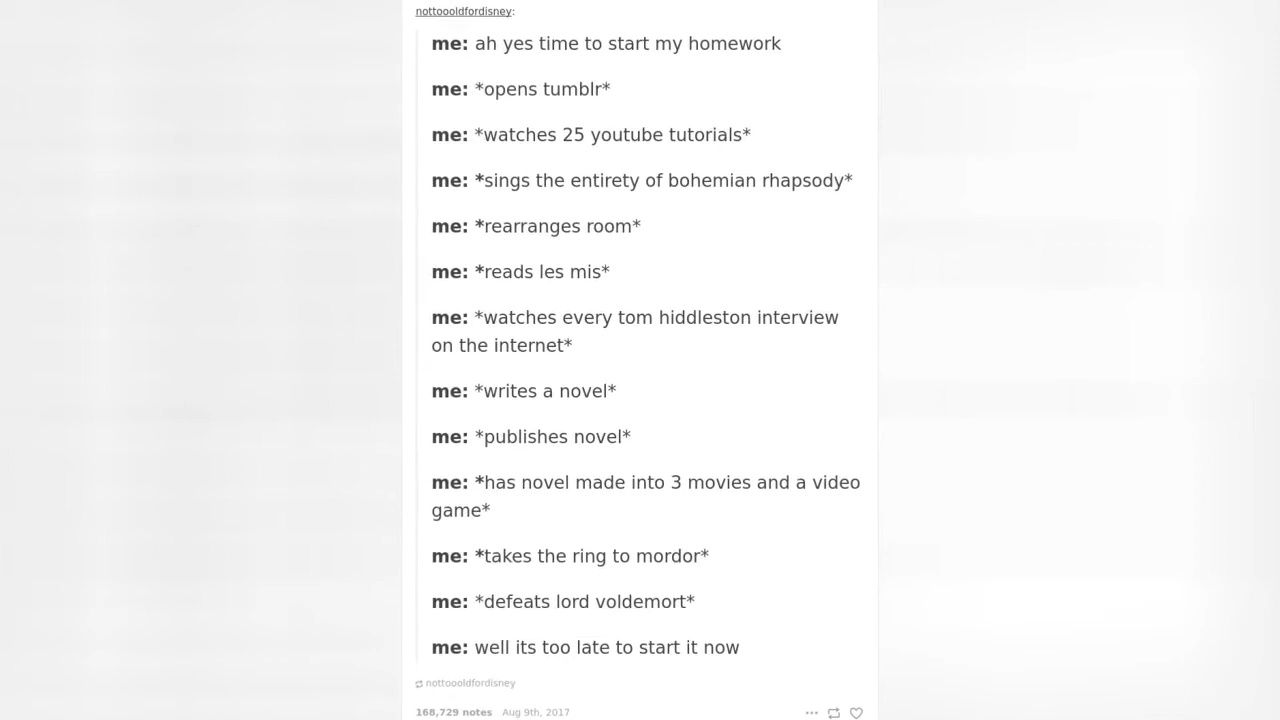 nottoooldfordisney:
me: ah yes time to start my homework
me: *opens tumblr*
me: *watches 25 youtube tutorials*
me: *sings the entirety of bohemian rhapsody*
me: *rearranges room*
me: *reads les mis*
me: *watches every tom hiddleston interview
on the internet*
me: *writes a novel*
me: *publishes novel*
me: *has novel made into 3 movies and a video
game*
me: *takes the ring to mordor*
me: *defeats lord voldemort*
me: well its too late to start it now
nottoooldfordisney
168,729 notes Aug 9th, 2017